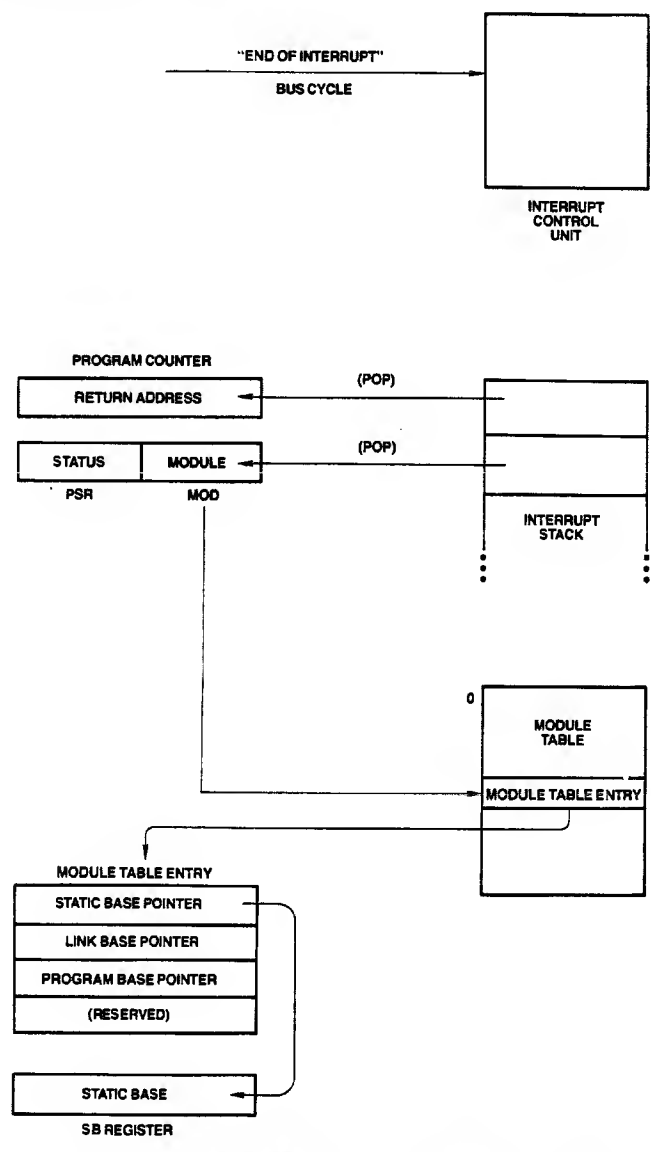 "END OF INTERRUPT"
BUS CYCLE
INTERRUPT
CONTROL
UNIT
PROGRAM COUNTER
RETURN ADDRESS
(POP)
STATUS
MODULE
(POP)
PSR
MOD
INTERRUPT
STACK
0
MODULE
TABLE
MODULE TABLE ENTRY
MODULE TABLE ENTRY
STATIC BASE POINTER
LINK BASE POINTER
PROGRAM BASE POINTER
(RESERVED)
STATIC BASE
SB REGISTER